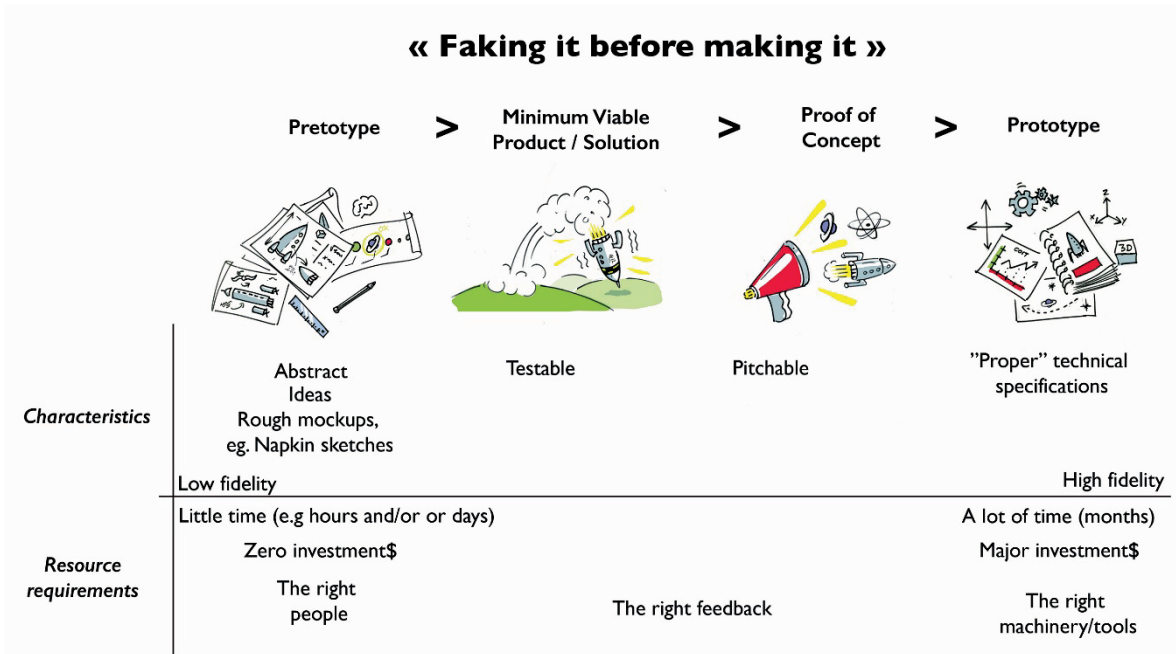 « Faking it before making it »
Pretotype > Minimum Viable Product / Solution > Proof of Concept > Prototype
OK
COST
3D
z
x
y
Characteristics
Abstract
Ideas
Rough mockups,
eg. Napkin sketches
Testable
Pitchable
”Proper” technical
specifications
Low fidelity
High fidelity
Resource
requirements
Little time (e.g hours and/or or days)
A lot of time (months)
Zero investment$
Major investment$
The right
people
The right feedback
The right
machinery/tools